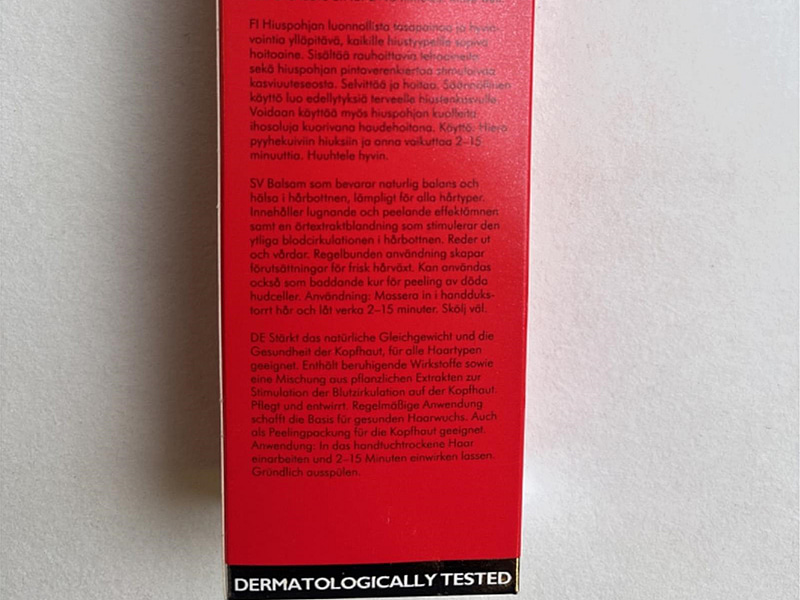 FI Hiuspohjan luonnollista tasapainoa ja hyvin-
vointia ylläpitävä, kaikille hiustyypeille sopiva
hoitoaine. Sisältää rauhoittavia tehoaineita
sekä hiuspohjan pintaverenkiertoa stimuloivaa
kasviuuteseosta. Selvittää ja hoitaa. Säännöllinen
käyttö luo edellytyksiä terveelle hiustenkasvulle.
Voidaan käyttää myös hiuspohjan kuolleita
ihosoluja kuorivana haudehoitona. Käyttö: Hiero
pyyhekuiviin hiuksiin ja anna vaikuttaa 2–15
minuuttia. Huuhtele hyvin.
SV Balsam som bevarar naturlig balans och
hälsa i hårbottnen, lämpligt för alla hårtyper.
Innehåller lugnande och peelande effektämnen
samt en örtextraktblandning som stimulerar den
ytliga blodcirkulationen i hårbottnen. Reder ut
och vårdar. Regelbunden användning skapar
förutsättningar för frisk hårväxt. Kan användas
också som baddande kur för peeling av döda
hudceller. Användning: Massera in i handduks-
torrt hår och låt verka 2–15 minuter. Skölj väl.
DE Stärkt das natürliche Gleichgewicht und die
Gesundheit der Kopfhaut, für alle Haartypen
geeignet. Enthält beruhigende Wirkstoffe sowie
eine Mischung aus pflanzlichen Extrakten zur
Stimulation der Blutzirkulation auf der Kopfhaut.
Pflegt und entwirrt. Regelmäßige Anwendung
schafft die Basis für gesunden Haarwuchs. Auch
als Peelingpackung für die Kopfhaut geeignet.
Anwendung: In das handtuchtrockene Haar
einarbeiten und 2–15 Minuten einwirken lassen.
Gründlich ausspülen.
DERMATOLOGICALLY TESTED